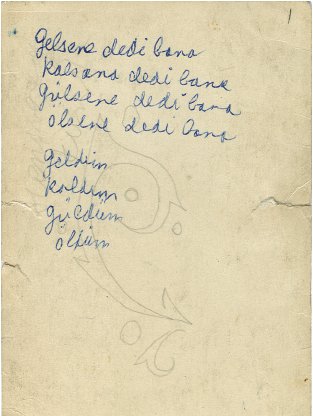 1
Gelsene dedi bana
Kalsana dedi bana
Gülsene dedi bana
ölsene dedi bana
geldim
kaldım
güldüm
öldüm